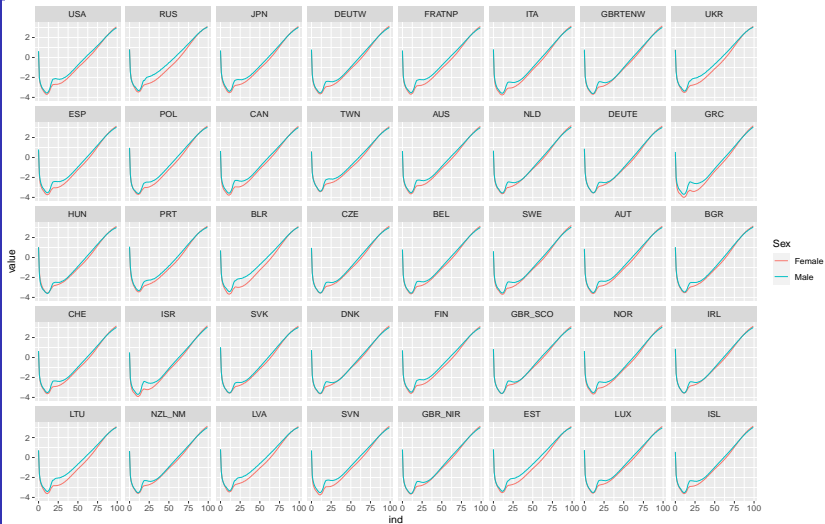 USA RUS JPN DEUTW FRATNP ITA GBRTENW UKR
2
0
−2
−4
ESP POL CAN TWN AUS NLD DEUTE GRC
2
0
−2
−4
HUN PRT BLR CZE BEL SWE AUT BGR
2
0
−2
−4
CHE ISR SVK DNK FIN GBR_SCO NOR IRL
2
0
−2
−4
LTU NZL_NM LVA SVN GBR_NIR EST LUX ISL
2
0
−2
−4
0 25 50 75 100 0 25 50 75 100 0 25 50 75 100 0 25 50 75 100 0 25 50 75 100 0 25 50 75 100 0 25 50 75 100 0 25 50 75 100
ind
value
Sex
Female
Male